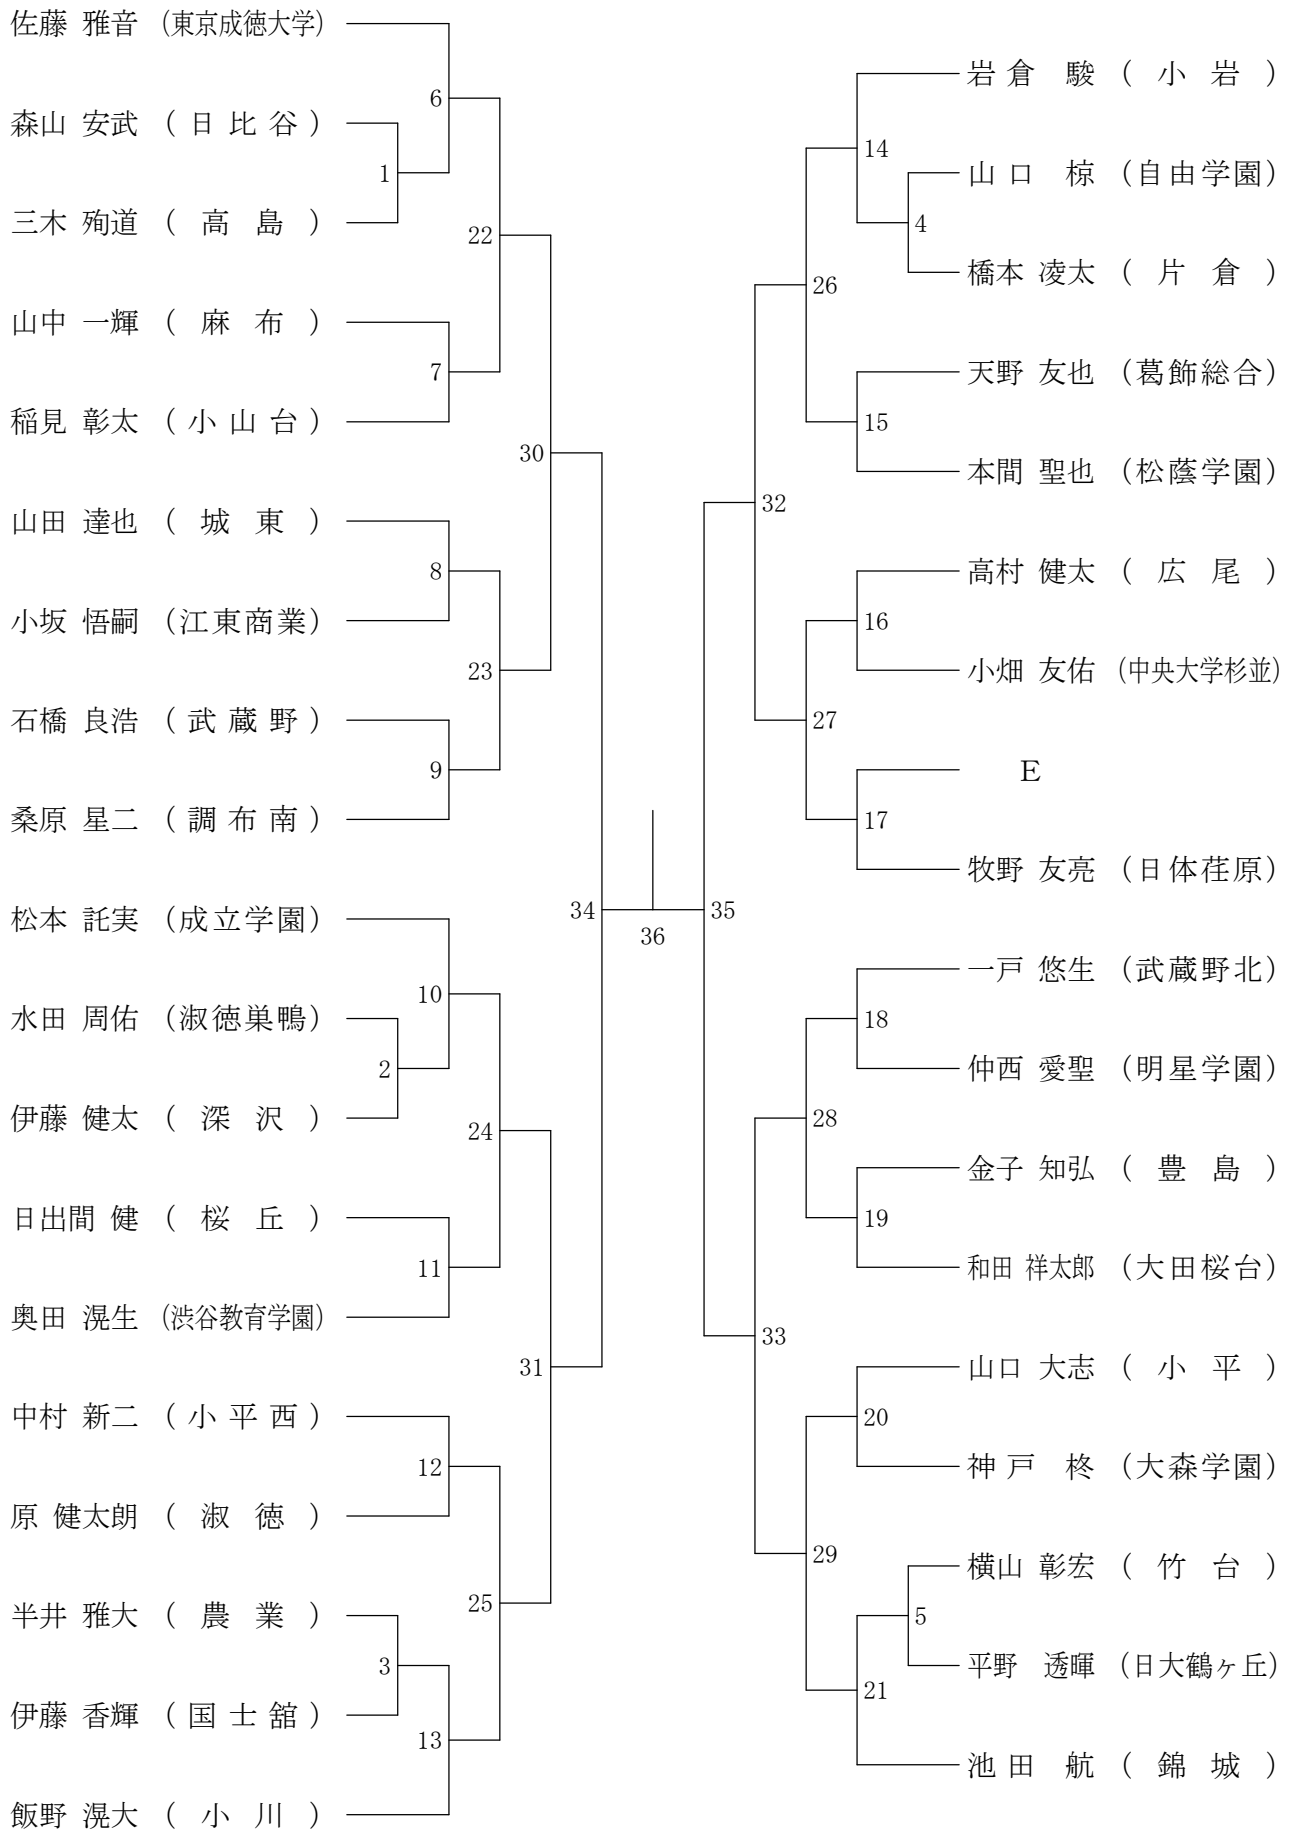 佐藤 雅音 (東京成徳大学)
森山 安武 (日比谷)
三木 殉道 (高島)
山中 一輝 (麻布)
稲見 彰太 (小山台)
山田 達也 (城東)
小坂 悟嗣 (江東商業)
石橋 良浩 (武蔵野)
桑原 星二 (調布南)
松本 託実 (成立学園)
水田 周佑 (淑徳巣鴨)
伊藤 健太 (深沢)
日出間 健 (桜丘)
奥田 滉生 (渋谷教育学園)
中村 新二 (小平西)
原 健太朗 (淑徳)
半井 雅大 (農業)
伊藤 香輝 (国士舘)
飯野 滉大 (小川)
6
1
22
7
30
8
23
9
34
10
2
24
11
31
12
25
3
13
36
35
14
4
26
15
32
16
27
17
18
28
19
33
20
29
5
21
岩倉 駿 (小岩)
山口 椋 (自由学園)
橋本 凌太 (片倉)
天野 友也 (葛飾総合)
本間 聖也 (松蔭学園)
高村 健太 (広尾)
小畑 友佑 (中央大学杉並)
E
牧野 友亮 (日体荏原)
一戸 悠生 (武蔵野北)
仲西 愛聖 (明星学園)
金子 知弘 (豊島)
和田 祥太郎 (大田桜台)
山口 大志 (小平)
神戸 柊 (大森学園)
横山 彰宏 (竹台)
平野 透暉 (日大鶴ヶ丘)
池田 航 (錦城)